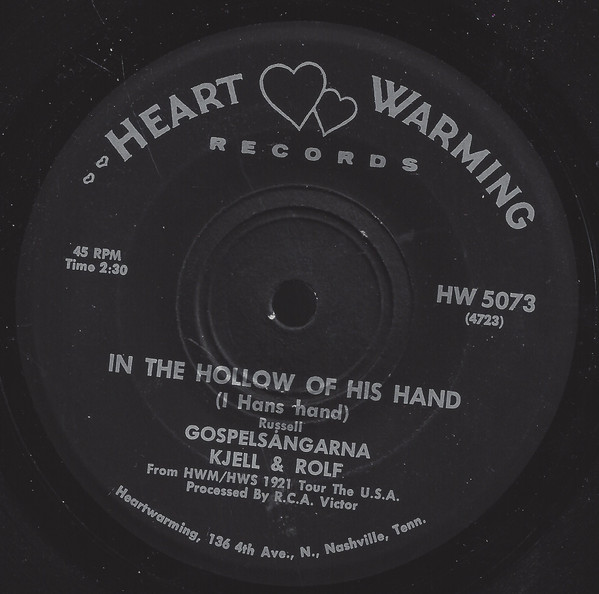 HEART WARMING
RECORDS
45 RPM
Time 2:30
HW 5073
(4723)
IN THE HOLLOW OF HIS HAND
(I Hans hand)
Russell
GOSPELSÅNGARNA
KJELL & ROLF
From HWM/HWS 1921 Tour The U.S.A.
Processed By R.C.A. Victor
Heartwarming, 136 4th Ave., N., Nashville, Tenn.